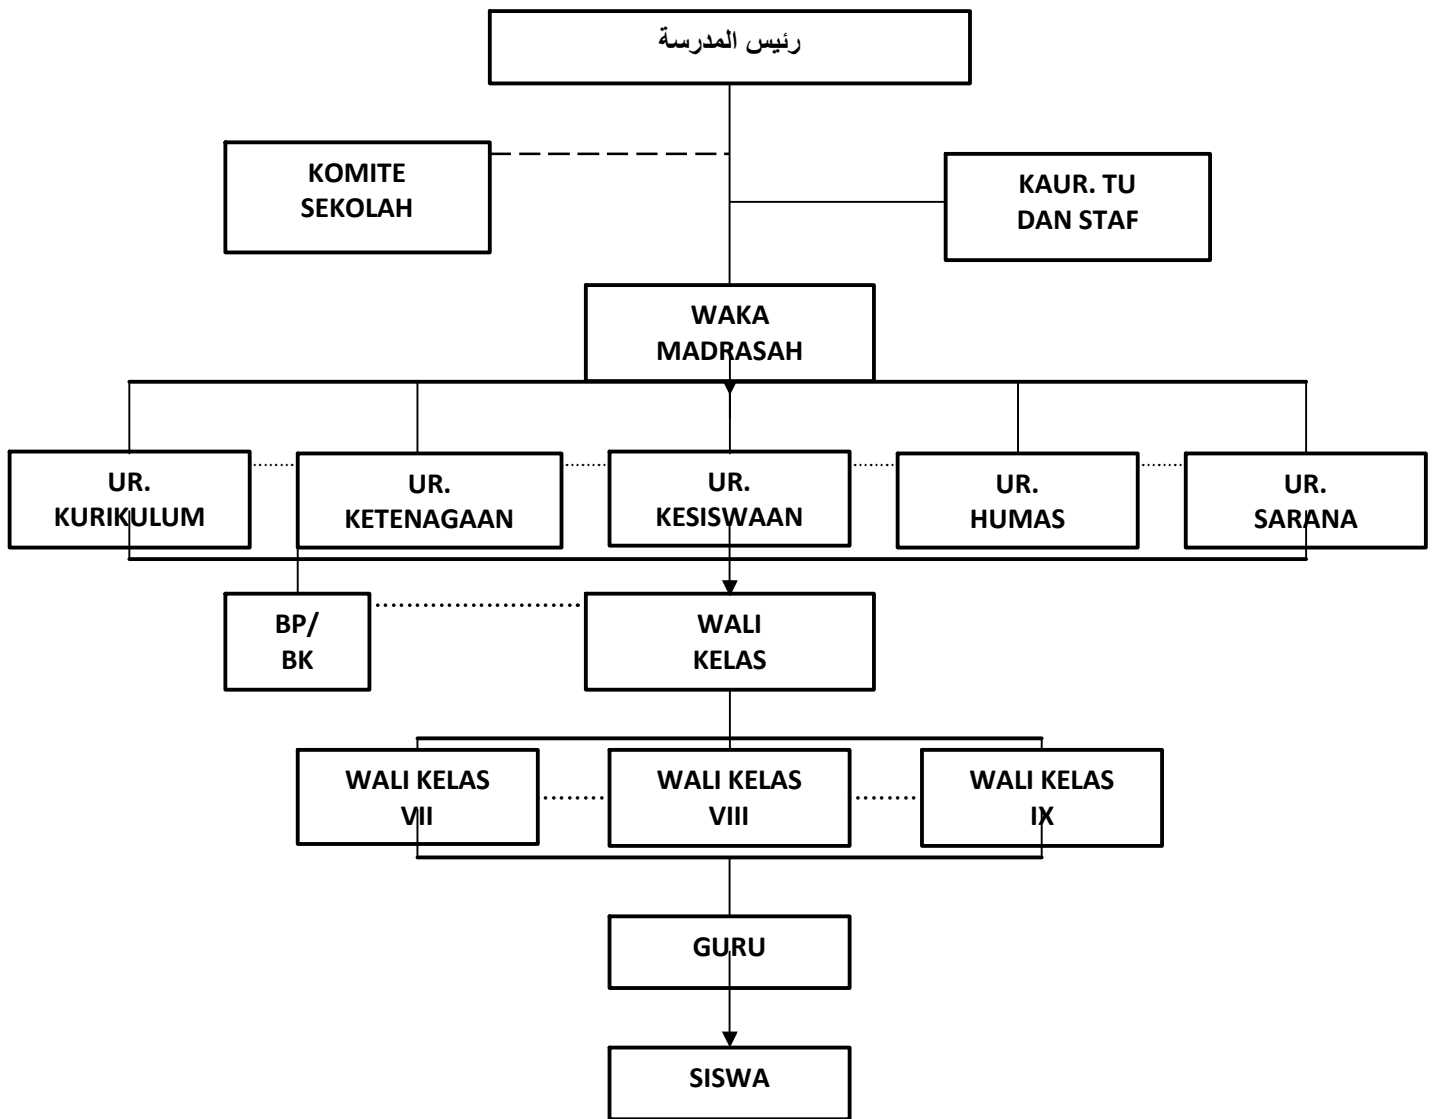 رئيس المدرسة
KOMITE
SEKOLAH
KAUR. TU
DAN STAF
WAKA
MADRASAH
UR.
KURIKULUM
UR.
KETENAGAAN
UR.
KESISWAAN
UR.
HUMAS
UR.
SARANA
BP/
BK
WALI
KELAS
WALI KELAS
VII
WALI KELAS
VIII
WALI KELAS
IX
GURU
SISWA